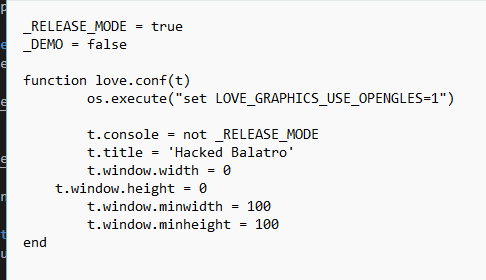 _RELEASE_MODE = true
_DEMO = false

function love.conf(t)
        os.execute("set LOVE_GRAPHICS_USE_OPENGLES=1")

        t.console = not _RELEASE_MODE
        t.title = 'Hacked Balatro'
        t.window.width = 0
    t.window.height = 0
        t.window.minwidth = 100
        t.window.minheight = 100
end